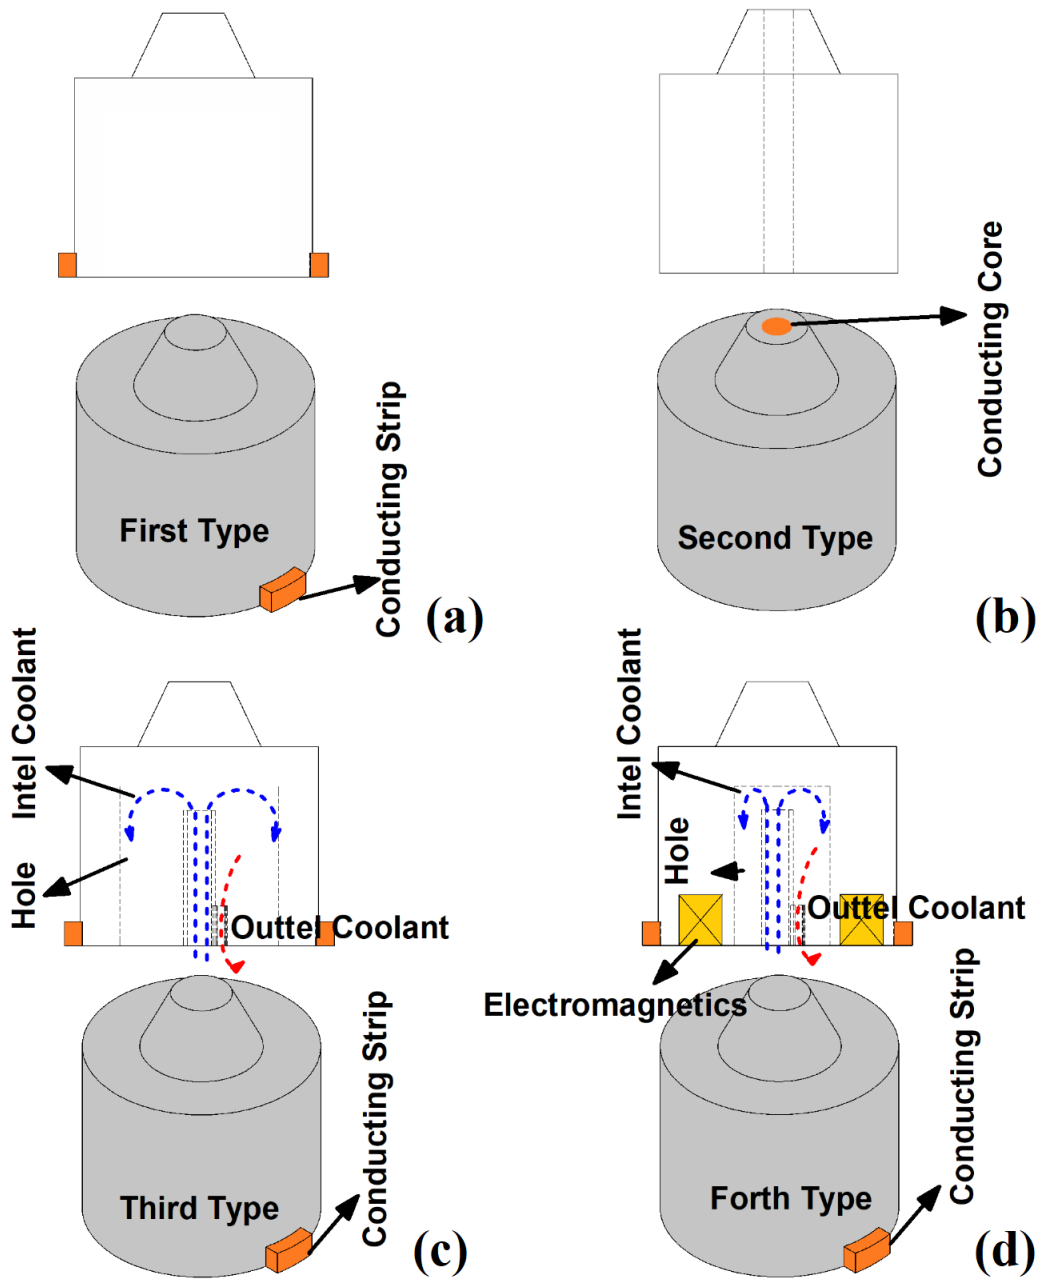 Conducting Strip
First Type
(a)
Conducting Core
Second Type
(b)
Intel Coolant
Hole
Outtel Coolant
Conducting Strip
Third Type
(c)
Intel Coolant
Hole
Outtel Coolant
Electromagnetics
Conducting Strip
Forth Type
(d)